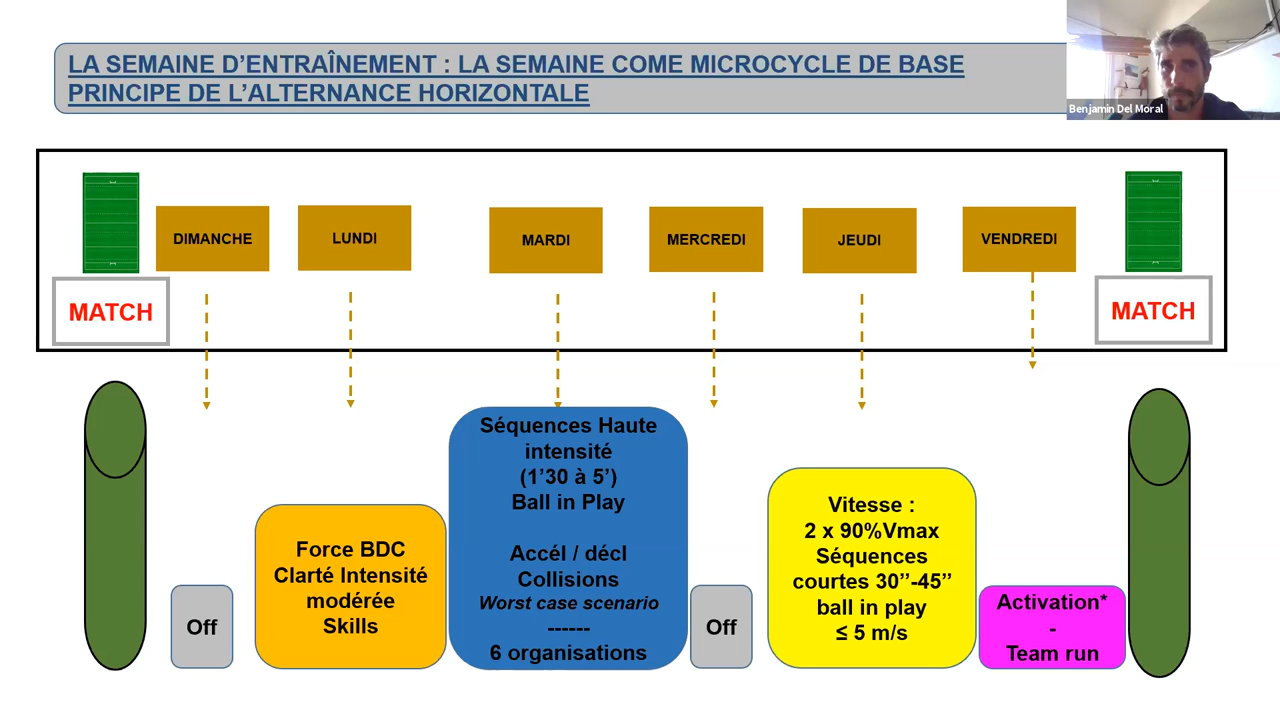 LA SEMAINE D’ENTRAÎNEMENT : LA SEMAINE COME MICROCYCLE DE BASE
PRINCIPE DE L’ALTERNANCE HORIZONTALE
Benjamin Del Moral
DIMANCHE
LUNDI
MARDI
MERCREDI
JEUDI
VENDREDI
MATCH
MATCH
Off
Force BDC
Clarté Intensité
modérée
Skills
Séquences Haute
intensité
(1’30 à 5’)
Ball in Play
Accél / décl
Collisions
Worst case scenario
------
6 organisations
Off
Vitesse :
2 x 90%Vmax
Séquences
courtes 30’’-45’’
ball in play
≤ 5 m/s
Activation*
-
Team run